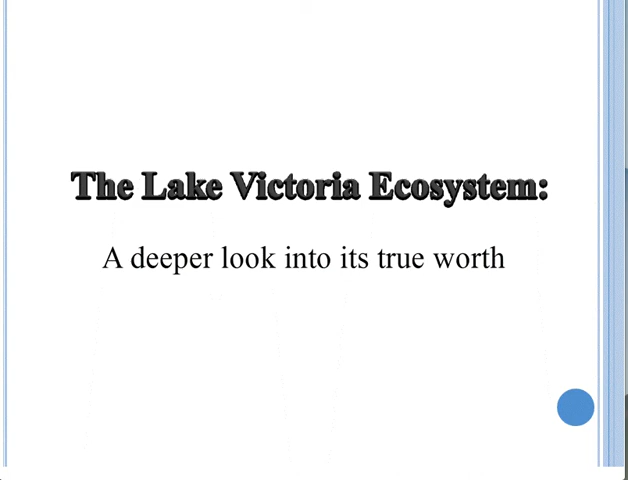 The Lake Victoria Ecosystem:
A deeper look into its true worth